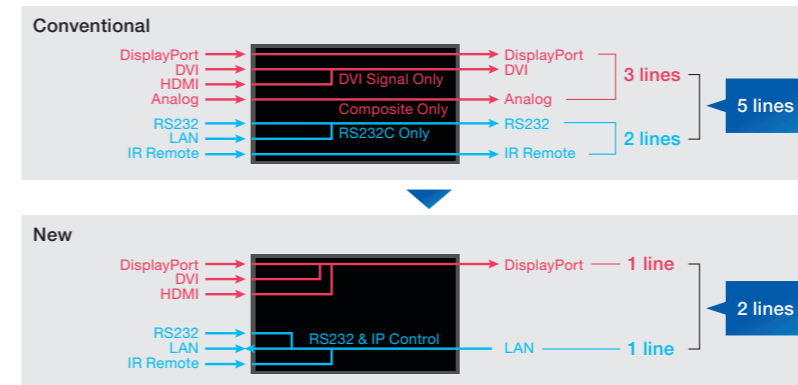 Conventional
DisplayPort DisplayPort
DVI DVI Signal Only DVI
HDMI 3 lines
Analog Composite Only Analog
5 lines
RS232 RS232C Only RS232
LAN 2 lines
IR Remote IR Remote
New
DisplayPort DisplayPort 1 line
DVI
HDMI
2 lines
RS232 RS232 & IP Control
LAN LAN 1 line
IR Remote